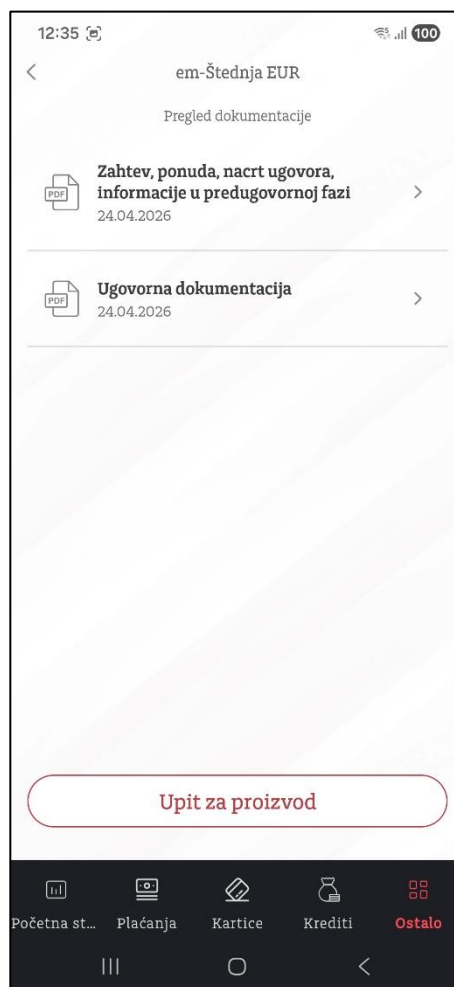 12:35
100
em-Štednja EUR
Pregled dokumentacije
PDF
Zahtev, ponuda, nacrt ugovora,
informacije u predugovornoj fazi
24.04.2026
PDF
Ugovorna dokumentacija
24.04.2026
Upit za proizvod
Početna st... Plaćanja Kartice Krediti Ostalo